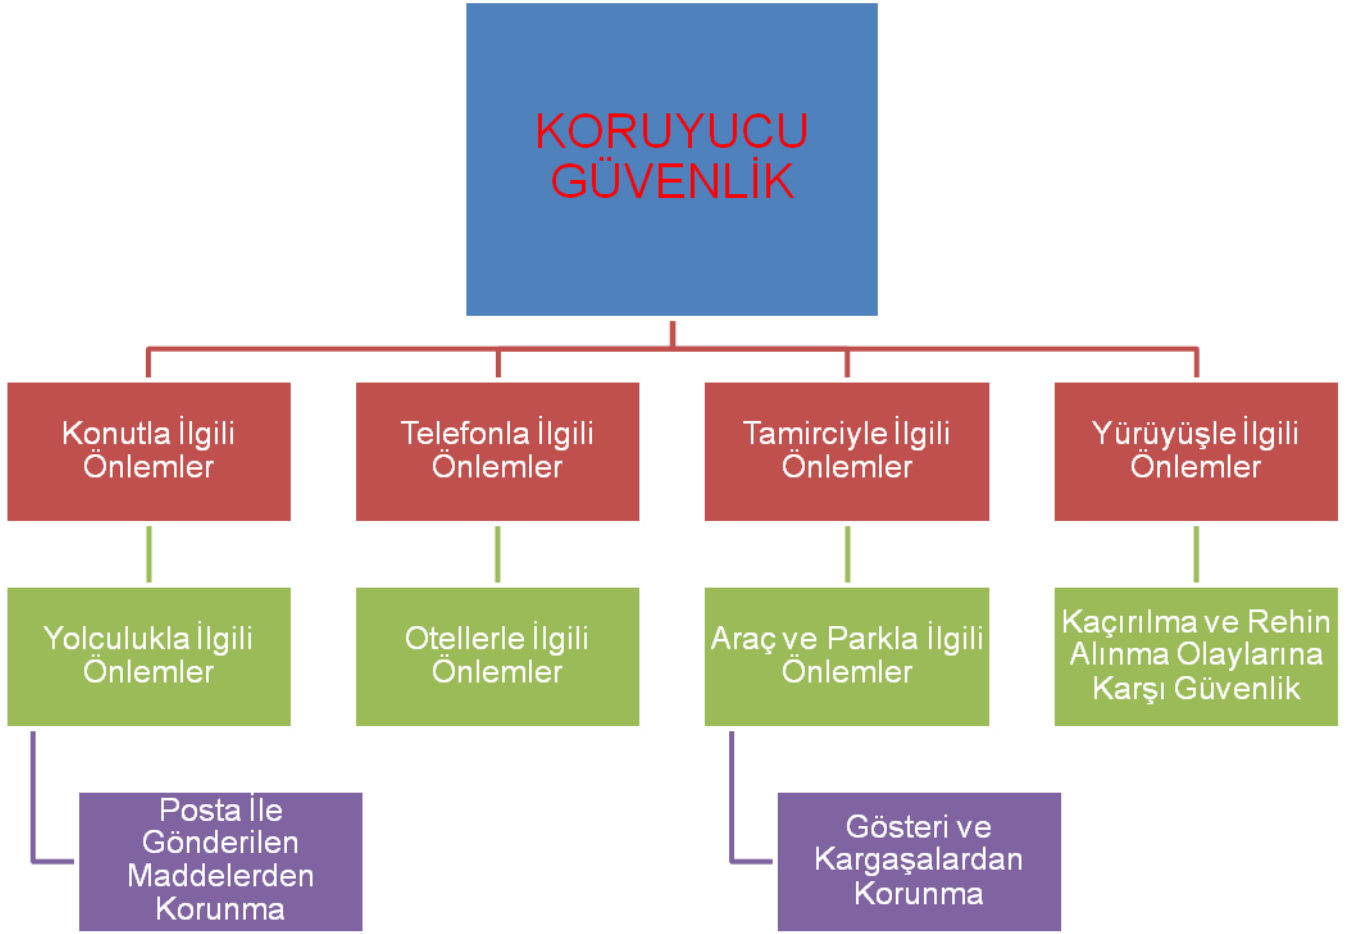 KORUYUCU
GÜVENLİK
Konutla İlgili
Önlemler
Telefonla İlgili
Önlemler
Tamirciyle İlgili
Önlemler
Yürüyüşle İlgili
Önlemler
Yolculukla İlgili
Önlemler
Otellerle İlgili
Önlemler
Araç ve Parkla İlgili
Önlemler
Kaçırılma ve Rehin
Alınma Olaylarına
Karşı Güvenlik
Posta İle
Gönderilen
Maddelerden
Korunma
Gösteri ve
Kargaşalardan
Korunma